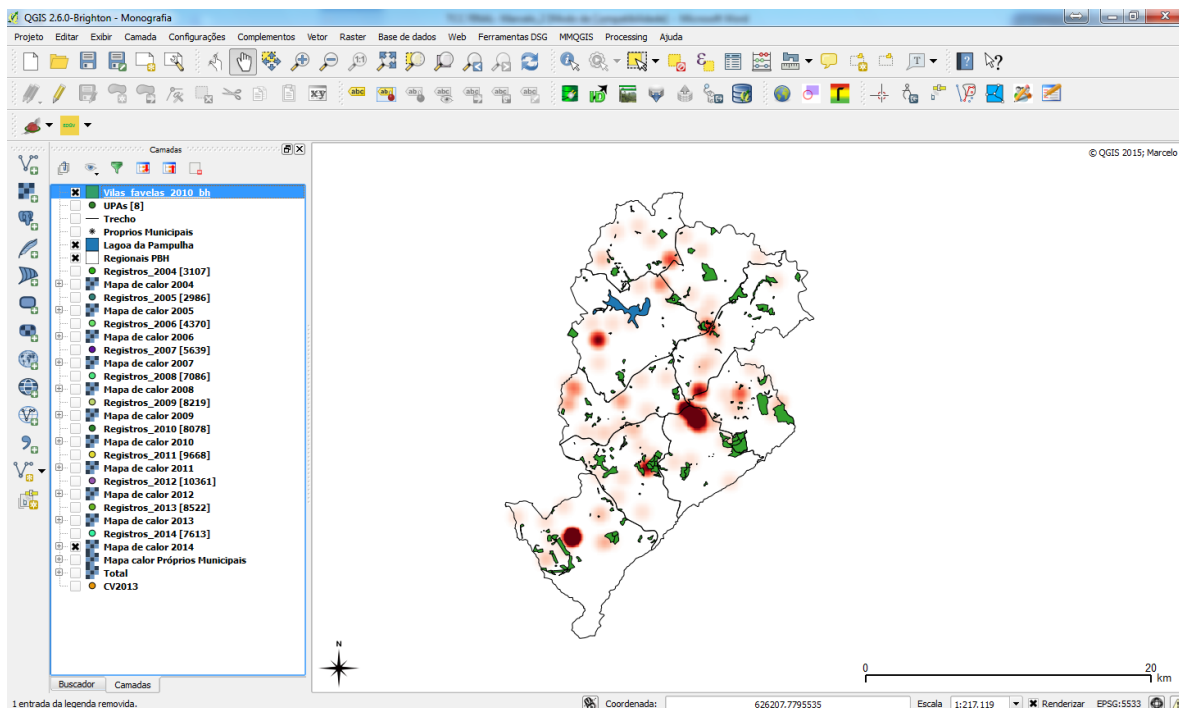 QGIS 2.6.0-Brighton - Monografia
Projeto Editar Exibir Camada Configurações Complementos Vetor Raster Base de dados Web Ferramentas DSG MMQGIS Processing Ajuda
Camadas
© QGIS 2015; Marcelo
Vilas_favelas_2010_bh
UPAs [8]
Trecho
Proprios Municipais
Lagoa da Pampulha
Regionais PBH
Registros_2004 [3107]
Mapa de calor 2004
Registros_2005 [2986]
Mapa de calor 2005
Registros_2006 [4370]
Mapa de calor 2006
Registros_2007 [5639]
Mapa de calor 2007
Registros_2008 [7086]
Mapa de calor 2008
Registros_2009 [8219]
Mapa de calor 2009
Registros_2010 [8078]
Mapa de calor 2010
Registros_2011 [9668]
Mapa de calor 2011
Registros_2012 [10361]
Mapa de calor 2012
Registros_2013 [8522]
Mapa de calor 2013
Registros_2014 [7613]
Mapa de calor 2014
Mapa calor Próprios Municipais
Total
CV2013
N
0 20
km
Buscador Camadas
1 entrada da legenda removida. Coordenada: 626207.7795535 Escala 1:217.119 Renderizar EPSG:5533